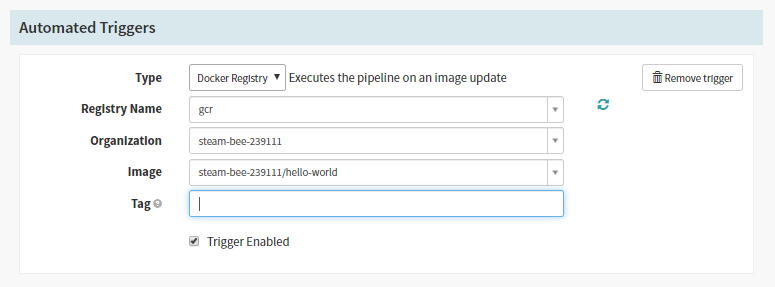 Automated Triggers
Type Docker Registry Executes the pipeline on an image update Remove trigger
Registry Name gcr
Organization steam-bee-239111
Image steam-bee-239111/hello-world
Tag
Trigger Enabled